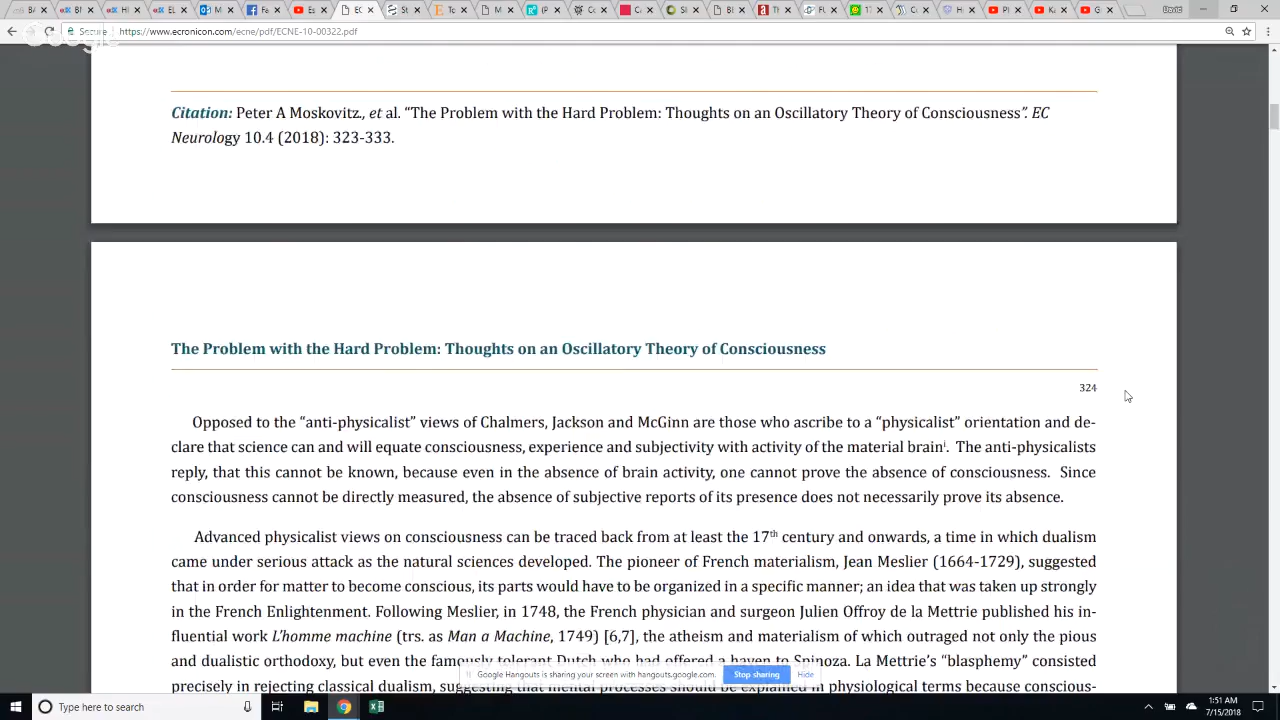 EC
Secure
https://www.ecronicon.com/ecne/pdf/ECNE-10-00322.pdf
Google
Citation: Peter A Moskovitz., et al. “The Problem with the Hard Problem: Thoughts on an Oscillatory Theory of Consciousness”. EC
Neurology 10.4 (2018): 323-333.
The Problem with the Hard Problem: Thoughts on an Oscillatory Theory of Consciousness
324
Opposed to the “anti-physicalist” views of Chalmers, Jackson and McGinn are those who ascribe to a “physicalist” orientation and de-
clare that science can and will equate consciousness, experience and subjectivity with activity of the material brainⁱ. The anti-physicalists
reply, that this cannot be known, because even in the absence of brain activity, one cannot prove the absence of consciousness. Since
consciousness cannot be directly measured, the absence of subjective reports of its presence does not necessarily prove its absence.
Advanced physicalist views on consciousness can be traced back from at least the 17th century and onwards, a time in which dualism
came under serious attack as the natural sciences developed. The pioneer of French materialism, Jean Meslier (1664-1729), suggested
that in order for matter to become conscious, its parts would have to be organized in a specific manner; an idea that was taken up strongly
in the French Enlightenment. Following Meslier, in 1748, the French physician and surgeon Julien Offroy de la Mettrie published his in-
fluential work L’homme machine (trs. as Man a Machine, 1749) [6,7], the atheism and materialism of which outraged not only the pious
and dualistic orthodoxy, but even the famously tolerant Dutch who had offered a haven to Spinoza. La Mettrie’s “blasphemy” consisted
Google Hangouts is sharing your screen with hangouts.google.com.
Stop sharing
Hide
precisely in rejecting classical dualism, suggesting that mental processes should be explained in physiological terms because conscious-
Type here to search
1:51 AM
7/15/2018